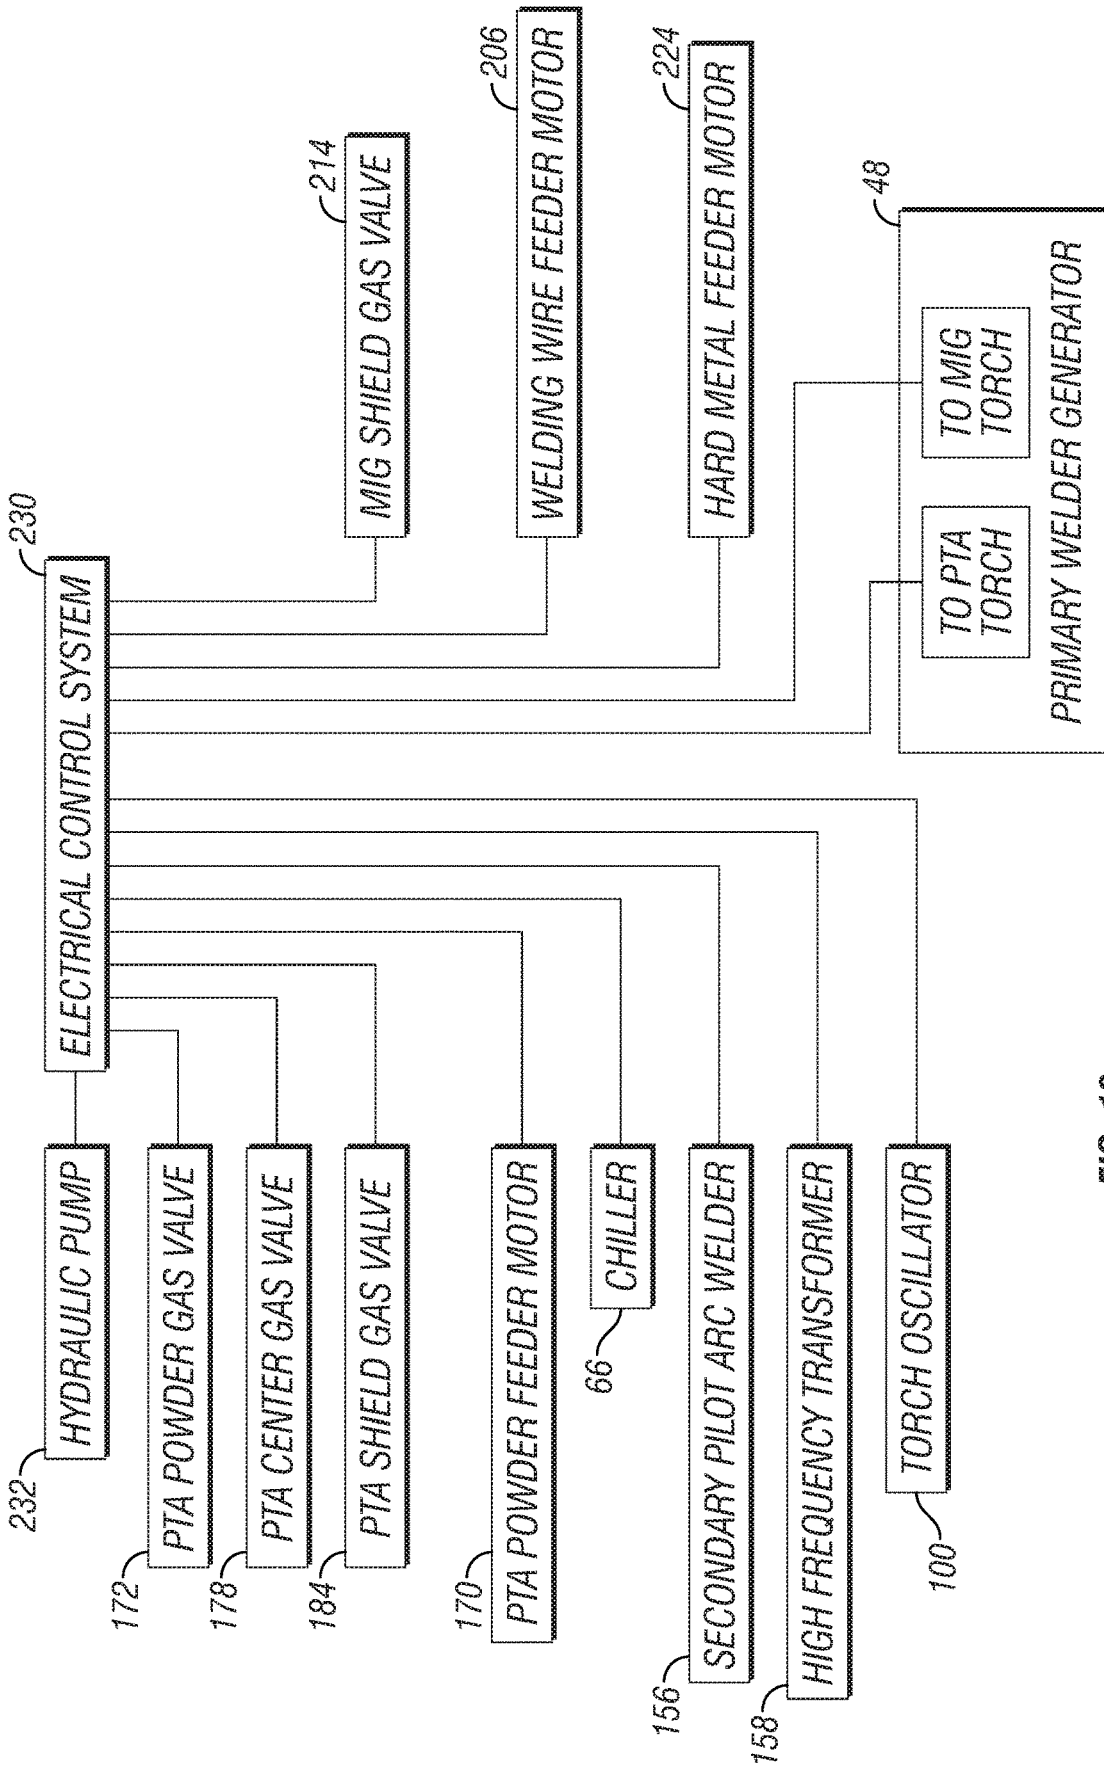 230
ELECTRICAL CONTROL SYSTEM
232
HYDRAULIC PUMP
172
PTA POWDER GAS VALVE
178
PTA CENTER GAS VALVE
184
PTA SHIELD GAS VALVE
170
PTA POWDER FEEDER MOTOR
66
CHILLER
156
SECONDARY PILOT ARC WELDER
158
HIGH FREQUENCY TRANSFORMER
100
TORCH OSCILLATOR
214
MIG SHIELD GAS VALVE
206
WELDING WIRE FEEDER MOTOR
224
HARD METAL FEEDER MOTOR
48
TO PTA
TORCH
TO MIG
TORCH
PRIMARY WELDER GENERATOR